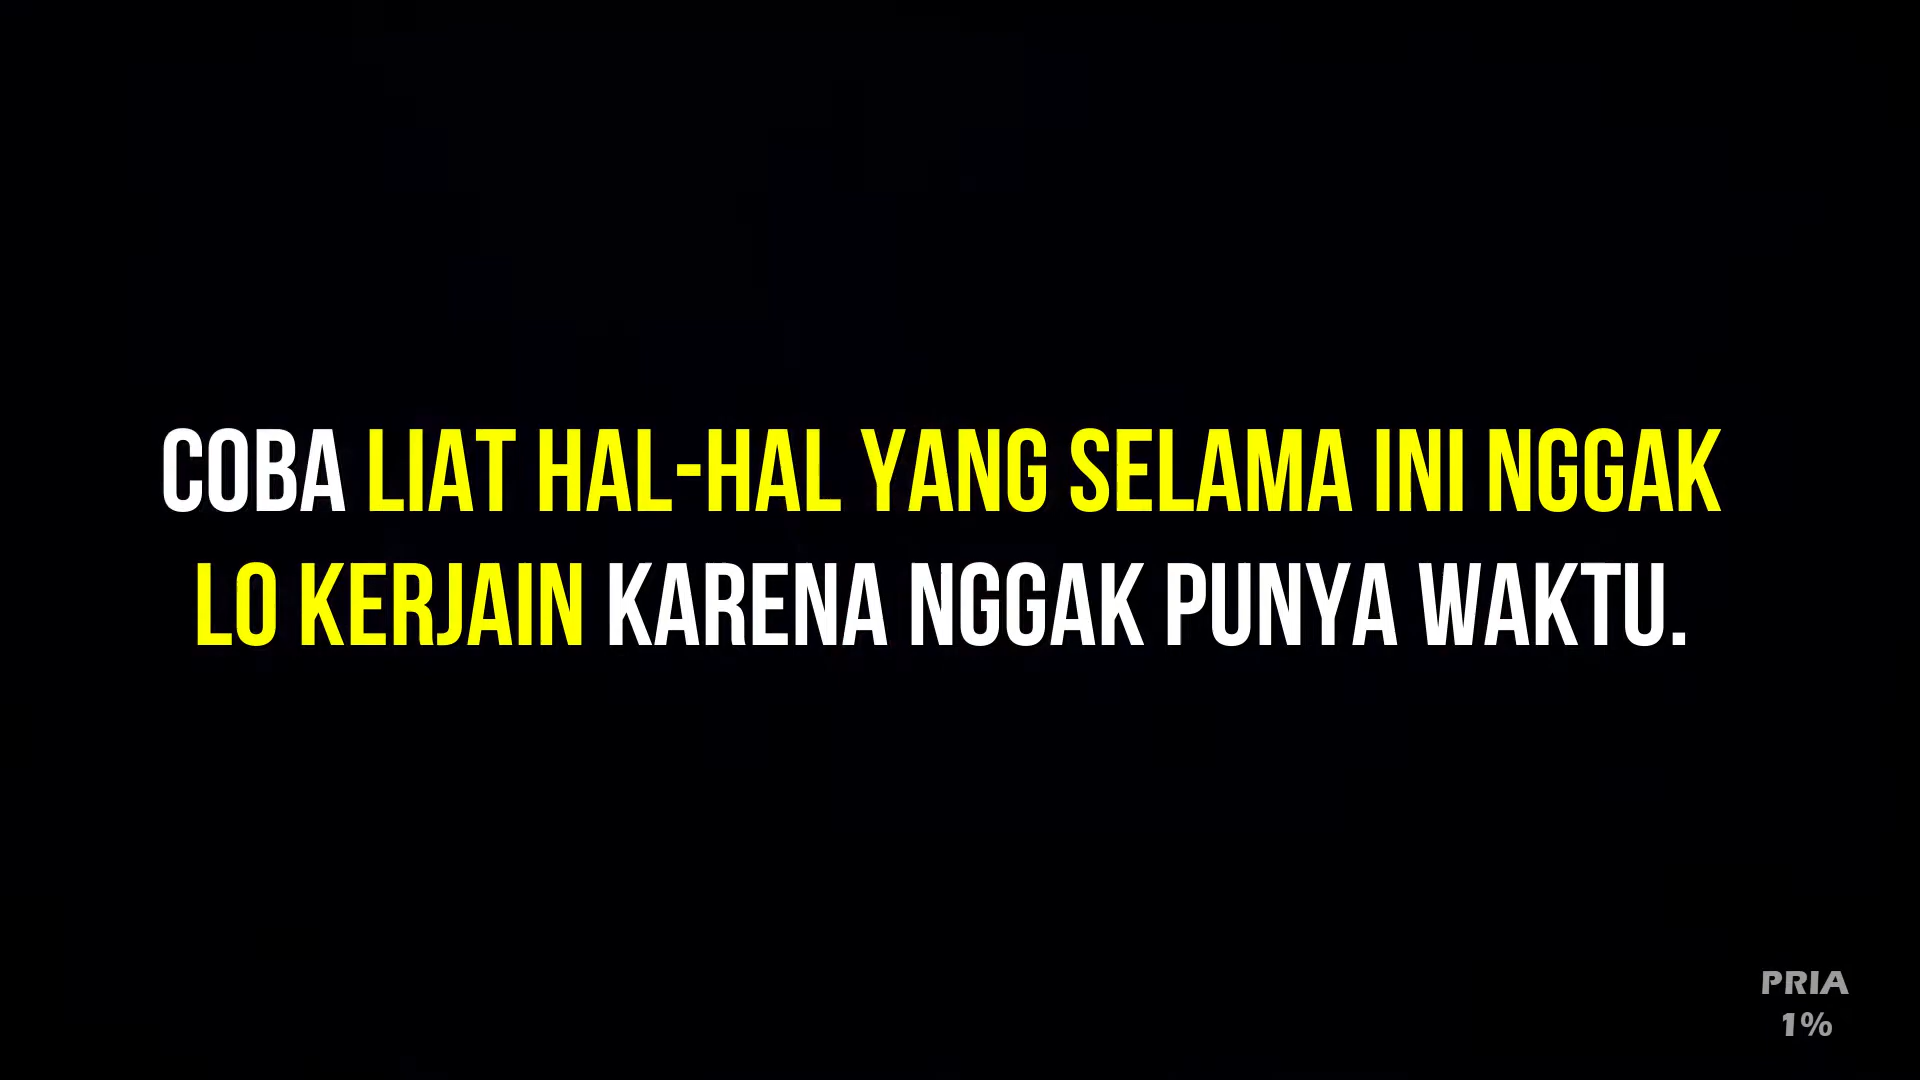 COBA LIAT HAL-HAL YANG SELAMA INI NGGAK
LO KERJAIN KARENA NGGAK PUNYA WAKTU.
PRIA
1%